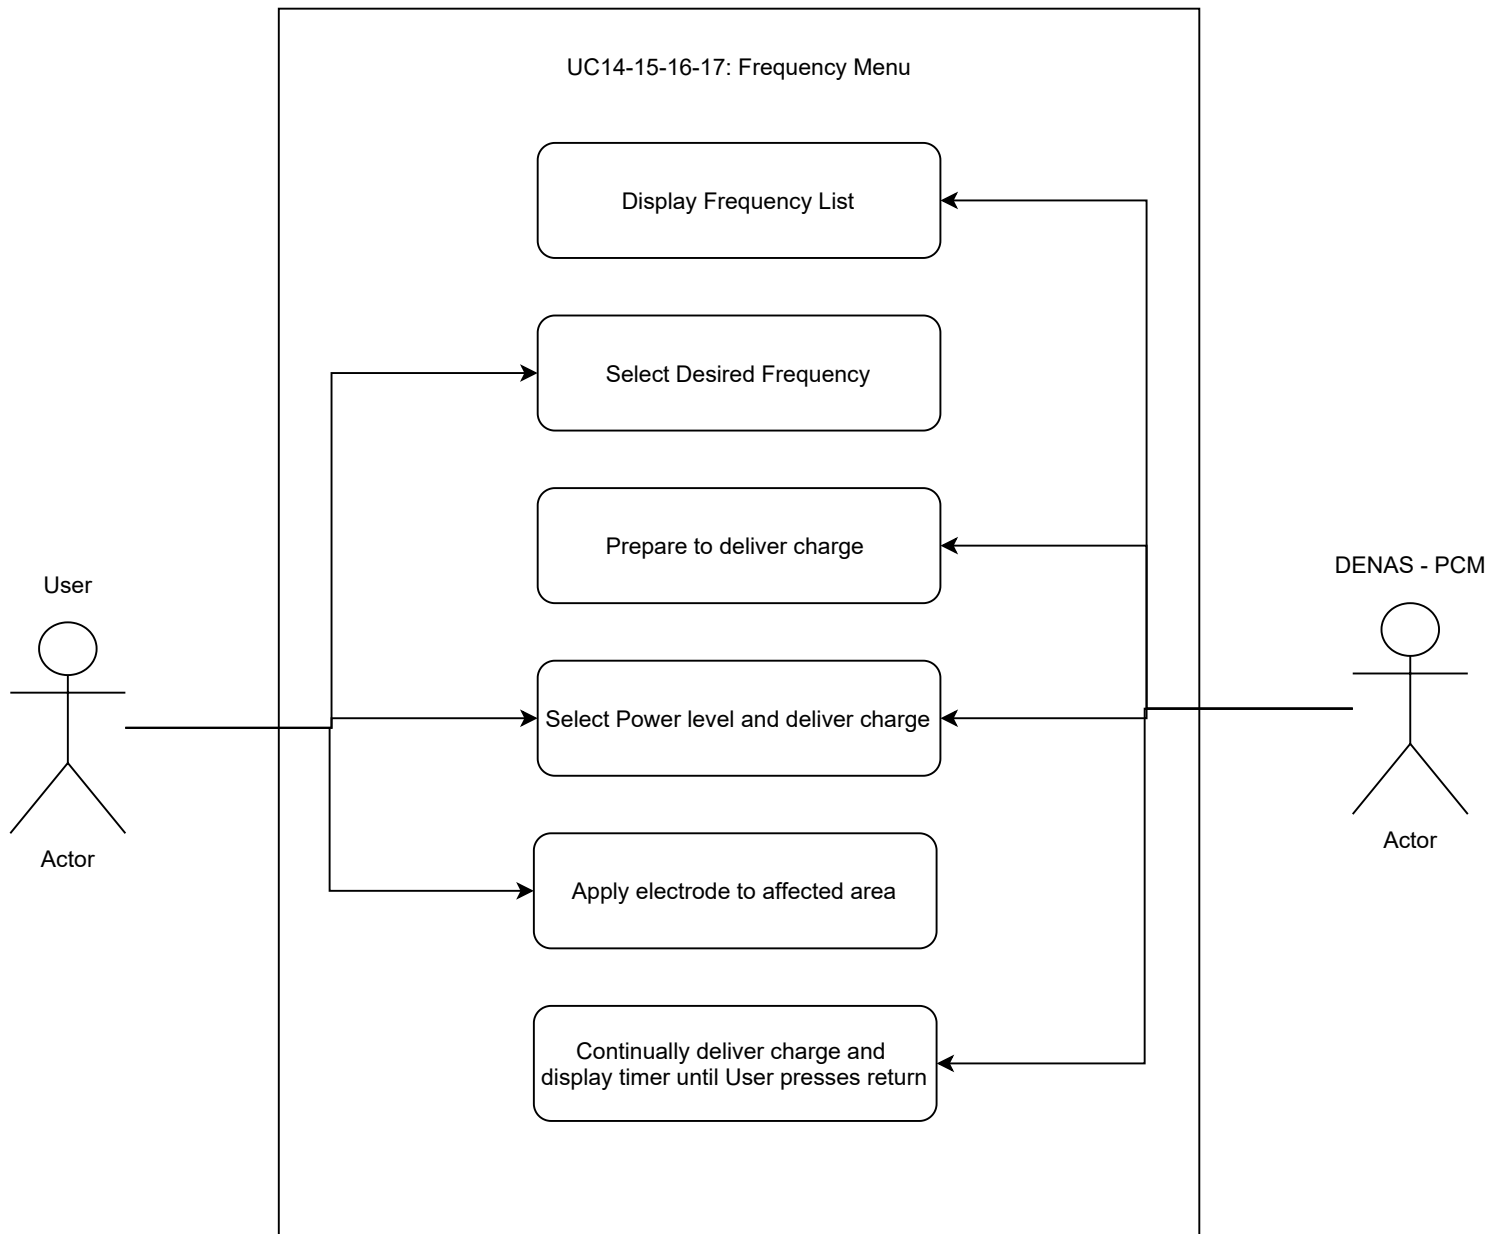 UC14-15-16-17: Frequency Menu
Display Frequency List
Select Desired Frequency
Prepare to deliver charge
User
DENAS - PCM
Select Power level and deliver charge
Actor
Actor
Apply electrode to affected area
Continually deliver charge and
display timer until User presses return